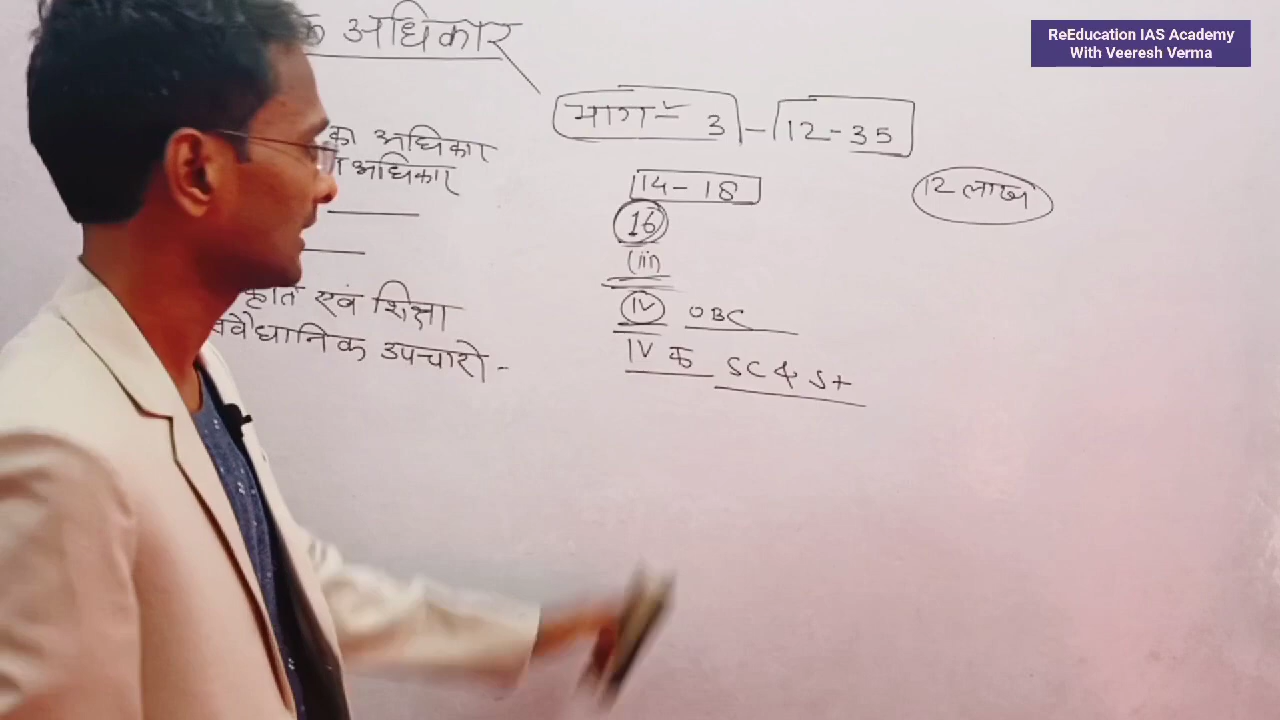 अधिकार
भाग- 3 - 12-35
का अधिकार
अधिकार
14-18
12 लाख
16
(iii)
एवं शिक्षा
IV OBC
उपचारो -
IV क SC & St
ReEducation IAS Academy
With Veeresh Verma